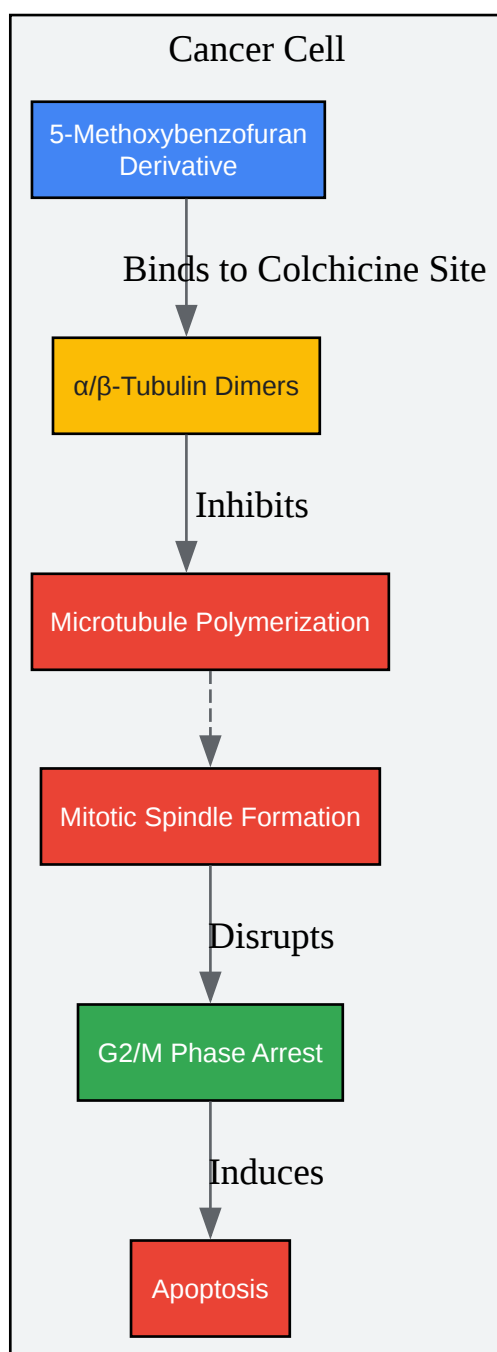 Cancer Cell
5-Methoxybenzofuran
Derivative
Binds to Colchicine Site
α/β-Tubulin Dimers
Inhibits
Microtubule Polymerization
Mitotic Spindle Formation
Disrupts
G2/M Phase Arrest
Induces
Apoptosis